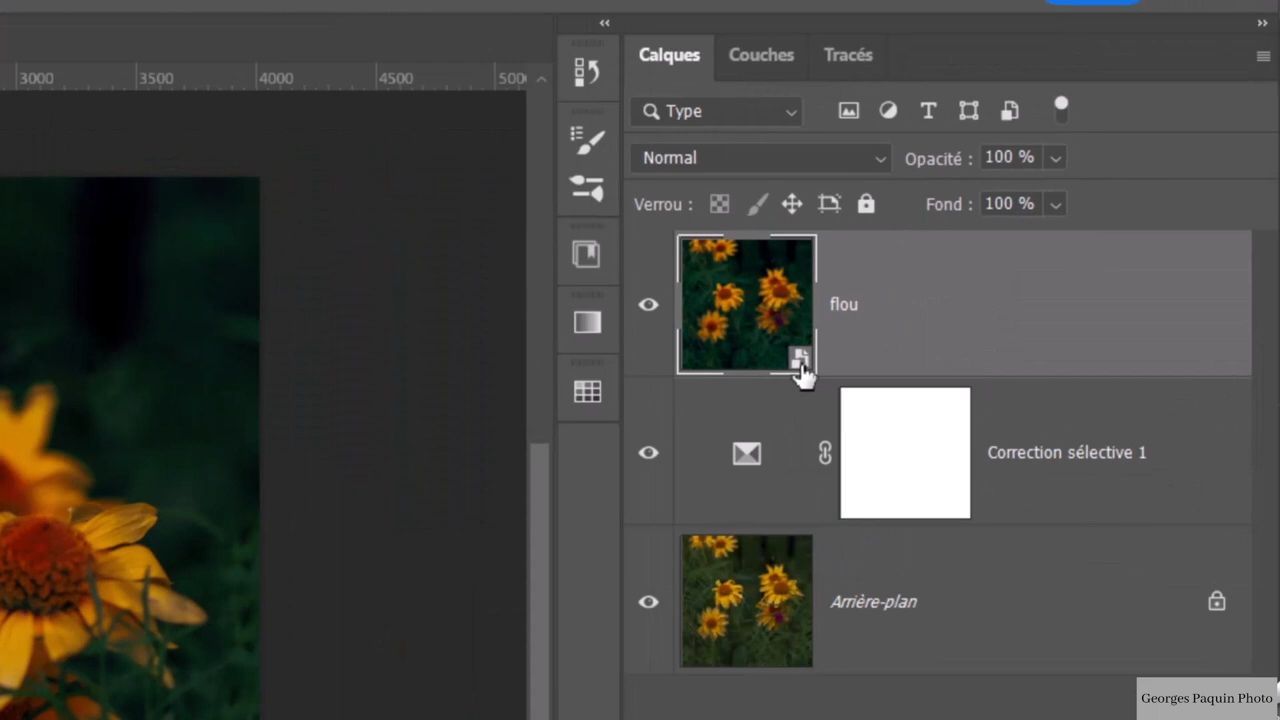 3000 3500 4000 4500 500
Calques Couches Tracés
Type
Normal Opacité : 100 %
Verrou : Fond : 100 %
flou
Correction sélective 1
Arrière-plan
Georges Paquin Photo